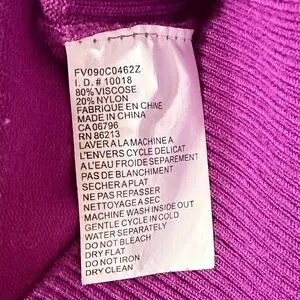 FV090C0462Z
I. D. # 10018
80% VISCOSE
20% NYLON
FABRIQUE EN CHINE
MADE IN CHINA
CA 06796
RN 86213
LAVER A LA MACHINE A
L'ENVERS CYCLE DELICAT
A L'EAU FROIDE SEPAREMENT
PAS DE BLANCHIMENT
SECHER A PLAT
NE PAS REPASSER
NETTOYAGE A SEC
MACHINE WASH INSIDE OUT
GENTLE CYCLE IN COLD
WATER SEPARATELY
DO NOT BLEACH
DRY FLAT
DO NOT IRON
DRY CLEAN